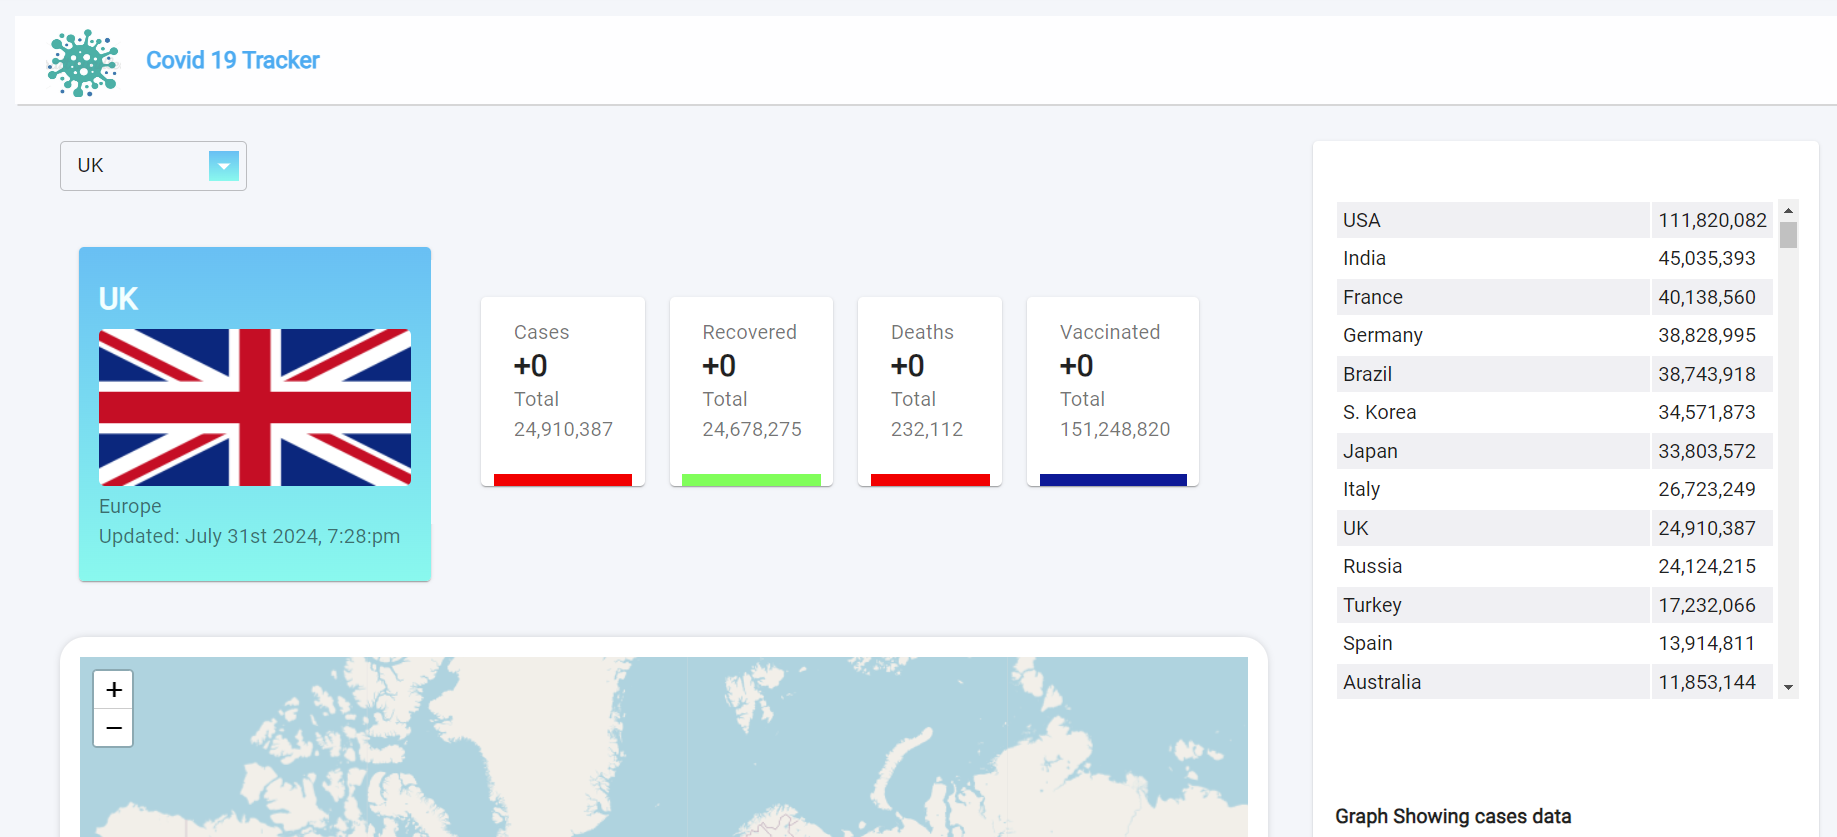 Covid 19 Tracker
UK
UK
Europe
Updated: July 31st 2024, 7:28:pm
Cases
+0
Total
24,910,387
Recovered
+0
Total
24,678,275
Deaths
+0
Total
232,112
Vaccinated
+0
Total
151,248,820
+
−
USA 111,820,082
India 45,035,393
France 40,138,560
Germany 38,828,995
Brazil 38,743,918
S. Korea 34,571,873
Japan 33,803,572
Italy 26,723,249
UK 24,910,387
Russia 24,124,215
Turkey 17,232,066
Spain 13,914,811
Australia 11,853,144
Graph Showing cases data